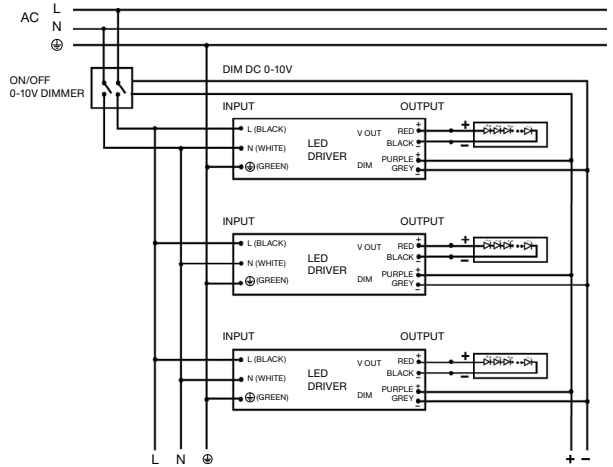 AC L
N
ON/OFF
0-10V DIMMER
DIM DC 0-10V
INPUT OUTPUT
L (BLACK)
N (WHITE)
(GREEN)
LED
DRIVER
V OUT
DIM
RED
BLACK
PURPLE
GREY
+
−
+
−
+
−
INPUT OUTPUT
L (BLACK)
N (WHITE)
(GREEN)
LED
DRIVER
V OUT
DIM
RED
BLACK
PURPLE
GREY
+
−
+
−
+
−
INPUT OUTPUT
L (BLACK)
N (WHITE)
(GREEN)
LED
DRIVER
V OUT
DIM
RED
BLACK
PURPLE
GREY
+
−
+
−
+
−
L N + −